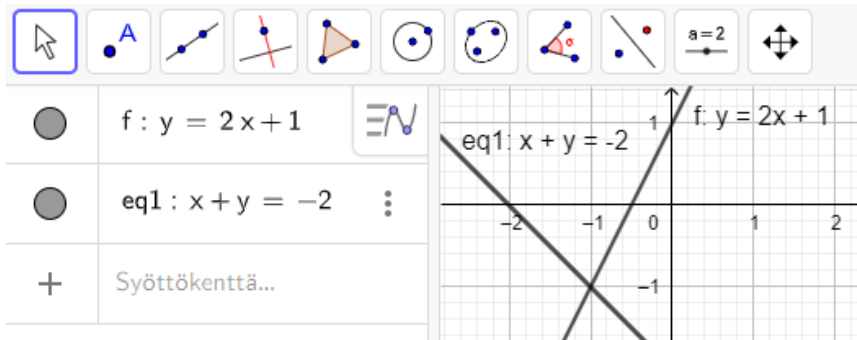 A
α
a = 2
f : y = 2x + 1
eq1 : x + y = −2
Syöttökenttä...
1
f: y = 2x + 1
eq1: x + y = -2
−2
−1
0
1
2
−1